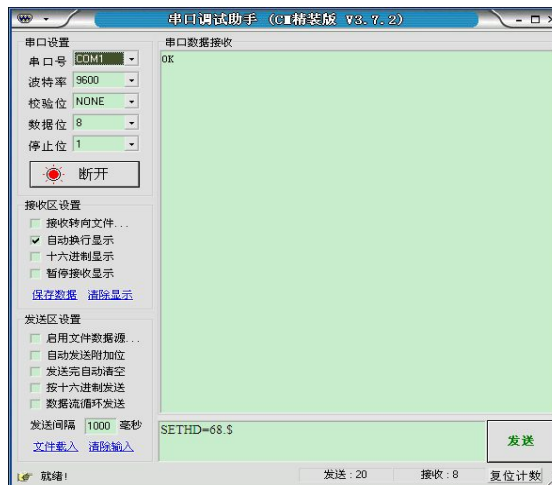 串口调试助手 (CM精装版 V3.7.2)
串口设置
串口号 COM1
波特率 9600
校验位 NONE
数据位 8
停止位 1
断开
接收区设置
接收转向文件...
自动换行显示
十六进制显示
暂停接收显示
保存数据 清除显示
发送区设置
启用文件数据源...
自动发送附加位
发送完自动清空
按十六进制发送
数据流循环发送
发送间隔 1000 毫秒
文件载入 清除输入
串口数据接收
OK
SETHD=68.$
发送
就绪!
发送:20
接收:8
复位计数